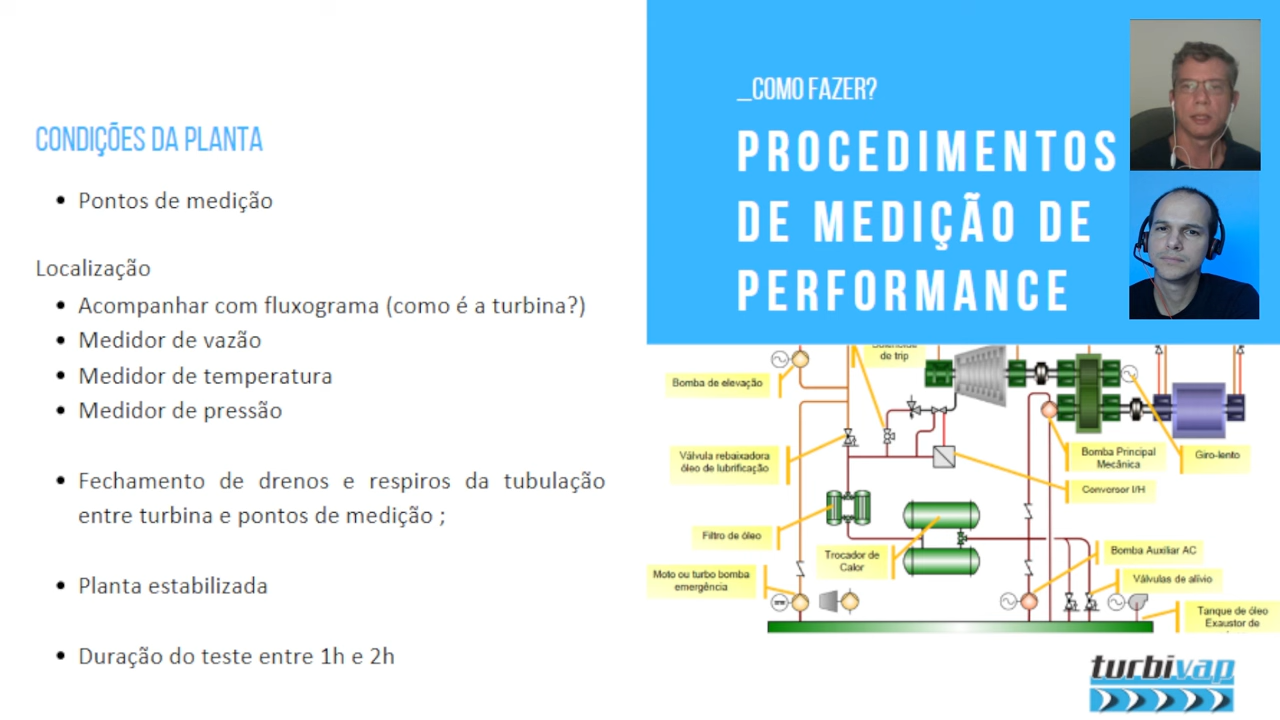 CONDIÇÕES DA PLANTA
• Pontos de medição
Localização
• Acompanhar com fluxograma (como é a turbina?)
• Medidor de vazão
• Medidor de temperatura
• Medidor de pressão
• Fechamento de drenos e respiros da tubulação
entre turbina e pontos de medição ;
• Planta estabilizada
• Duração do teste entre 1h e 2h
_COMO FAZER?
PROCEDIMENTOS
DE MEDIÇÃO DE
PERFORMANCE
de trip
Bomba de elevação
Válvula rebaixadora
óleo de lubrificação
Bomba Principal
Mecânica
Giro-lento
Conversor I/H
Filtro de óleo
Trocador de
Calor
Bomba Auxiliar AC
Moto ou turbo bomba
emergência
Válvulas de alívio
Tanque de óleo
Exaustor de
turbivap